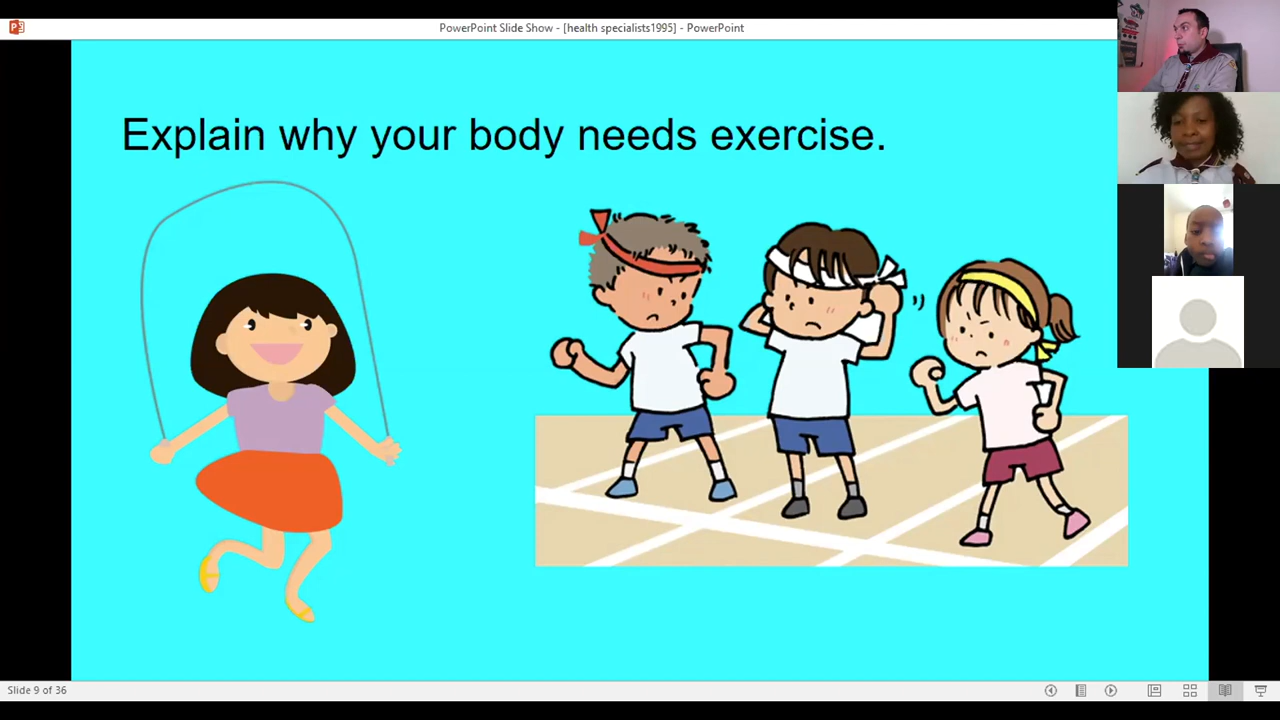 PowerPoint Slide Show - [health specialists1995] - PowerPoint
Explain why your body needs exercise.
Slide 9 of 36